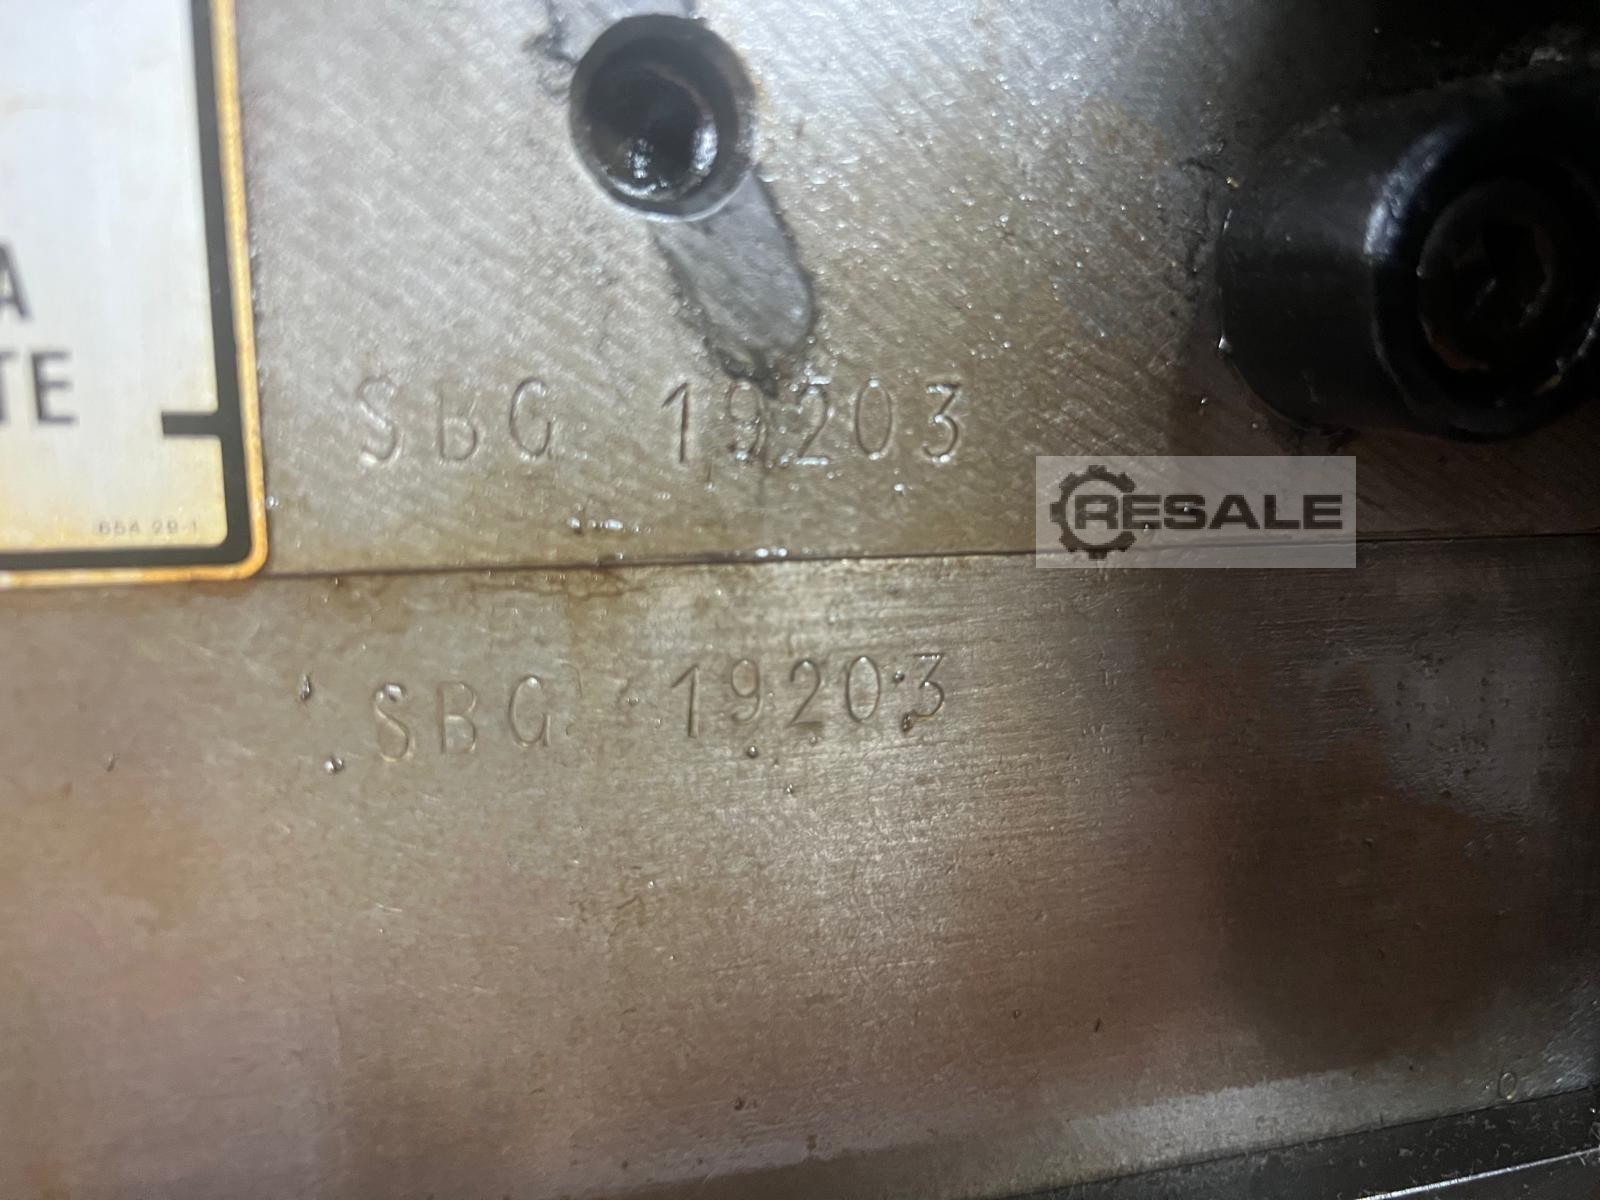 A
TE
654 29-1
SBG 19203
RESALE
SBG 19203